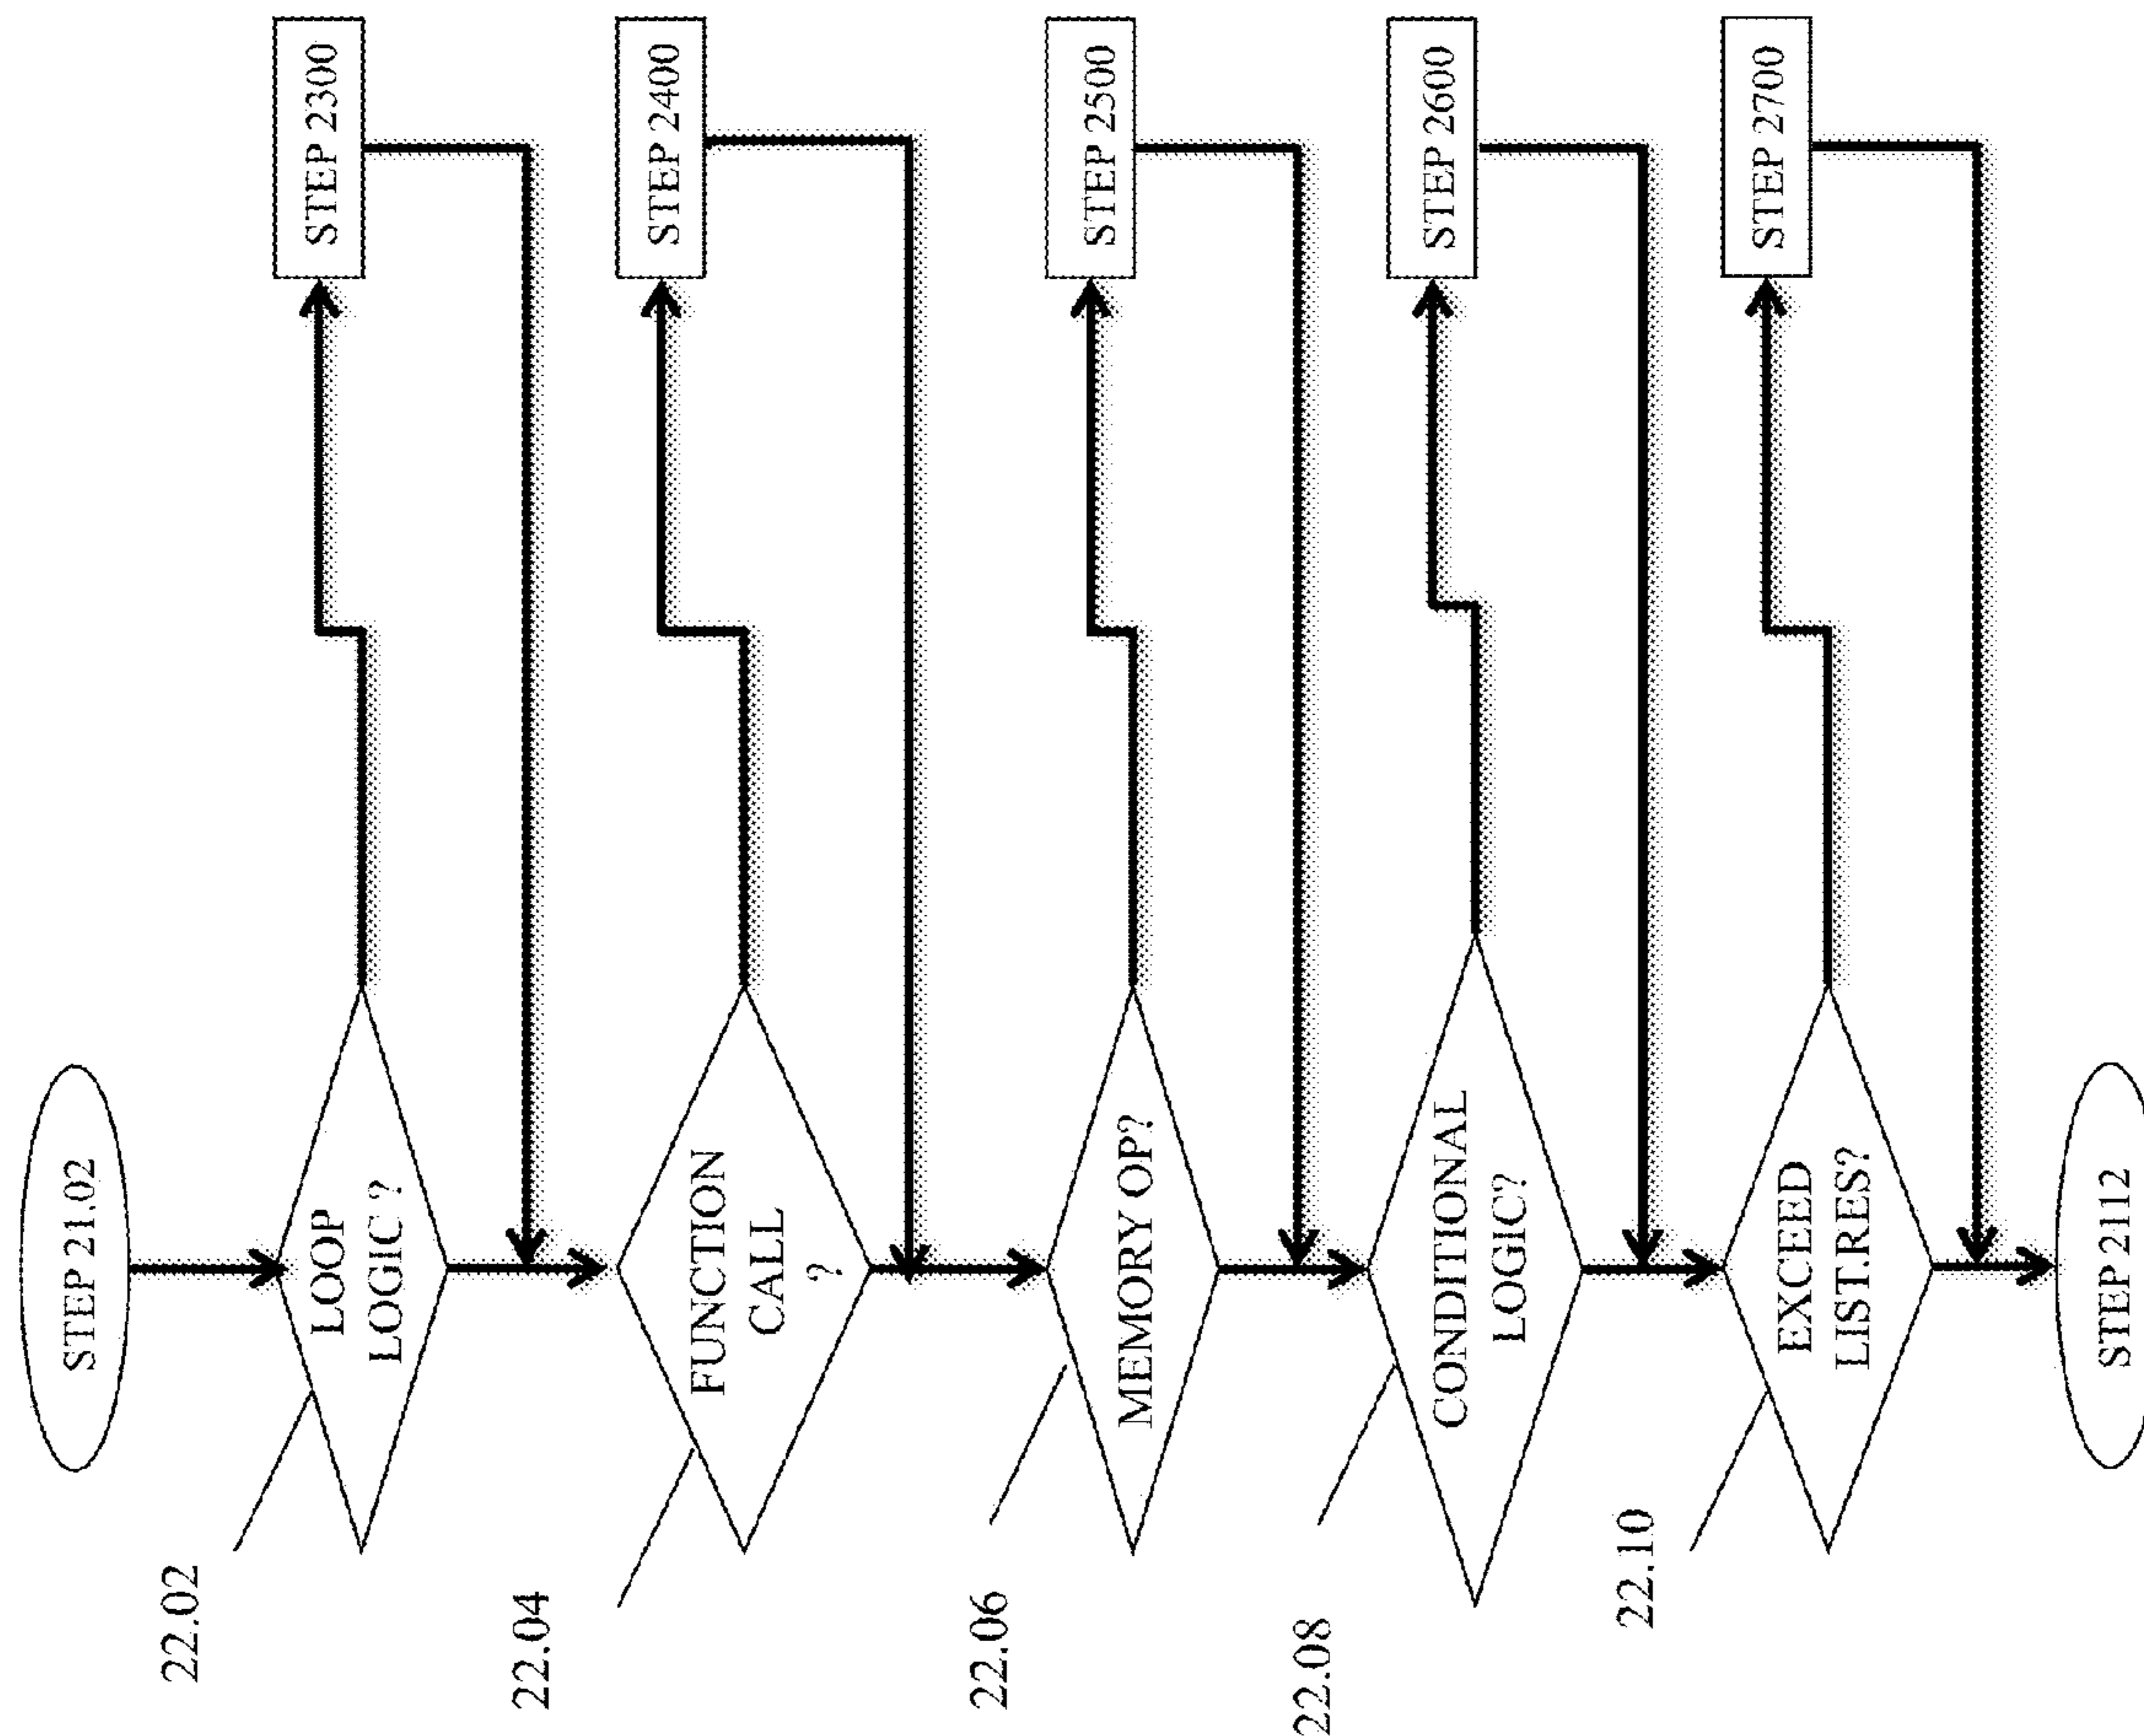 STEP 21.02
22.02
LOOP
LOGIC ?
STEP 2300
22.04
FUNCTION
CALL
?
STEP 2400
22.06
MEMORY OP?
STEP 2500
22.08
CONDITIONAL
LOGIC?
STEP 2600
22.10
EXCEED
LIST.RES?
STEP 2700
STEP 2112